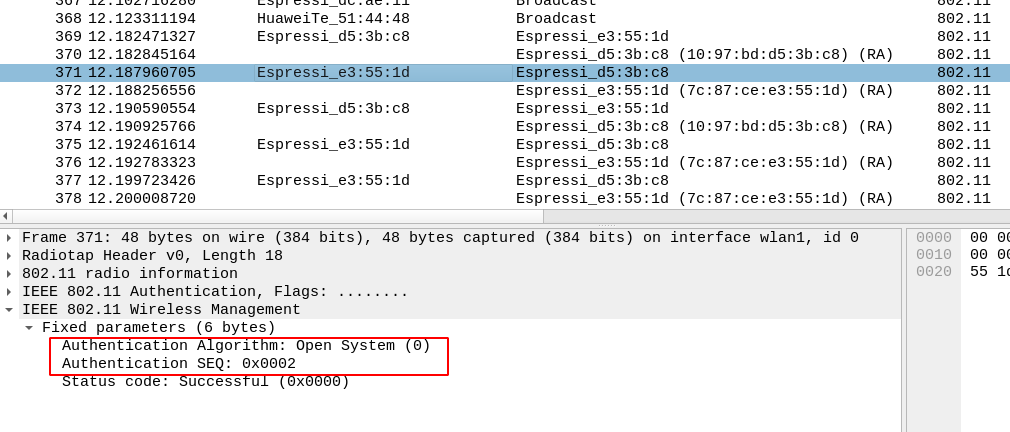 367 12.102716280 Espressi_dc:ae:11 Broadcast 802.11
368 12.123311194 HuaweiTe_51:44:48 Broadcast 802.11
369 12.182471327 Espressi_d5:3b:c8 Espressi_e3:55:1d 802.11
370 12.182845164 Espressi_d5:3b:c8 (10:97:bd:d5:3b:c8) (RA) 802.11
371 12.187960705 Espressi_e3:55:1d Espressi_d5:3b:c8 802.11
372 12.188256556 Espressi_e3:55:1d (7c:87:ce:e3:55:1d) (RA) 802.11
373 12.190590554 Espressi_d5:3b:c8 Espressi_e3:55:1d 802.11
374 12.190925766 Espressi_d5:3b:c8 (10:97:bd:d5:3b:c8) (RA) 802.11
375 12.192461614 Espressi_e3:55:1d Espressi_d5:3b:c8 802.11
376 12.192783323 Espressi_e3:55:1d (7c:87:ce:e3:55:1d) (RA) 802.11
377 12.199723426 Espressi_e3:55:1d Espressi_d5:3b:c8 802.11
378 12.200008720 Espressi_e3:55:1d (7c:87:ce:e3:55:1d) (RA) 802.11
Frame 371: 48 bytes on wire (384 bits), 48 bytes captured (384 bits) on interface wlan1, id 0
Radiotap Header v0, Length 18
802.11 radio information
IEEE 802.11 Authentication, Flags: ........
IEEE 802.11 Wireless Management
Fixed parameters (6 bytes)
Authentication Algorithm: Open System (0)
Authentication SEQ: 0x0002
Status code: Successful (0x0000)
0000 00 00
0010 00 00
0020 55 1d